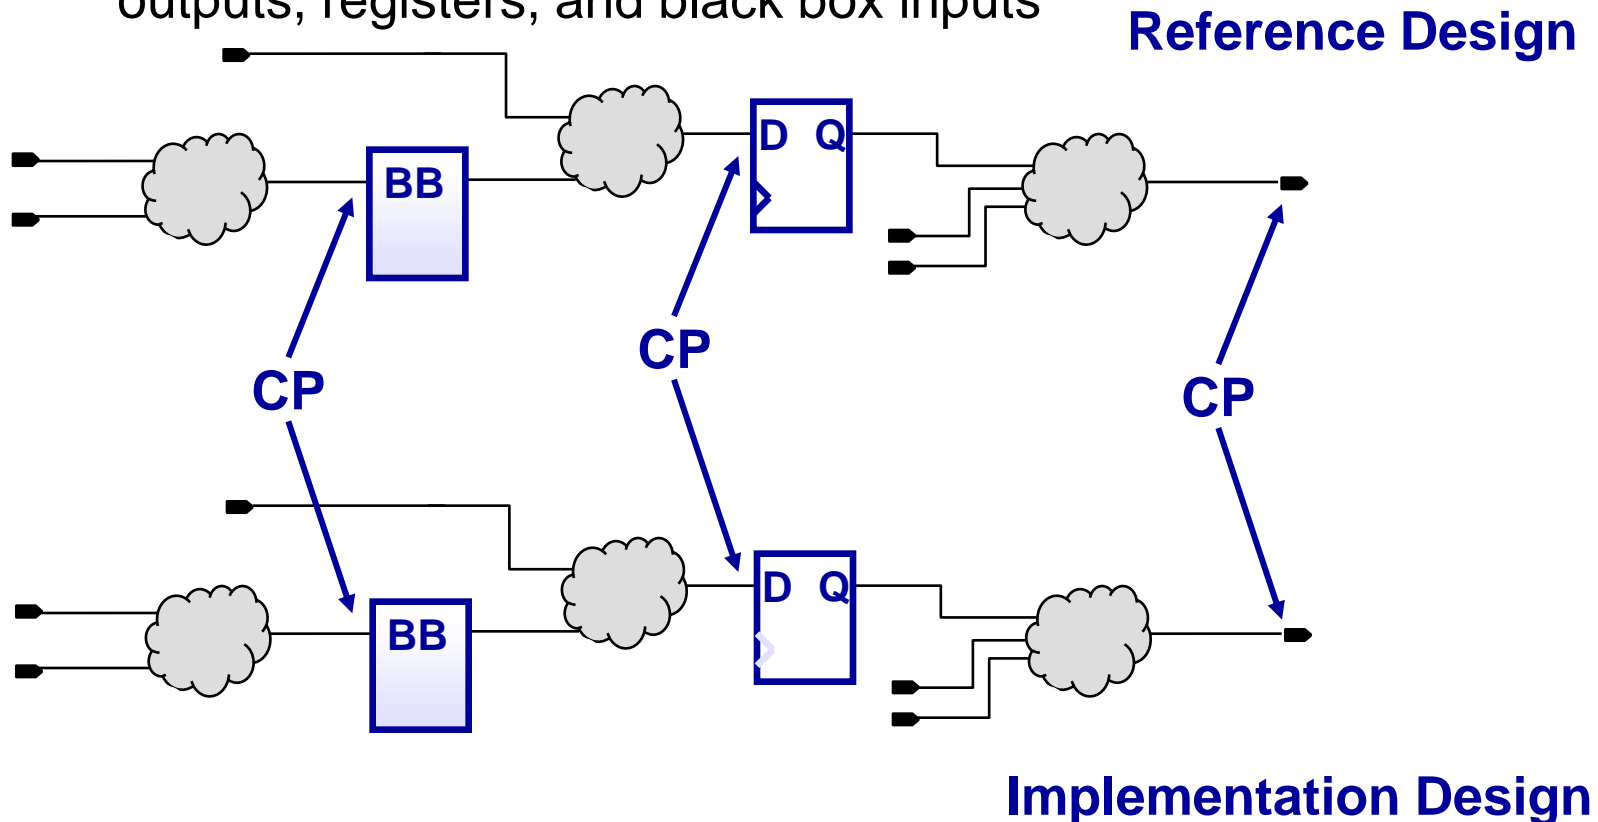 outputs, registers, and black box inputs
Reference Design
D Q
BB
CP
CP
CP
D Q
BB
Implementation Design